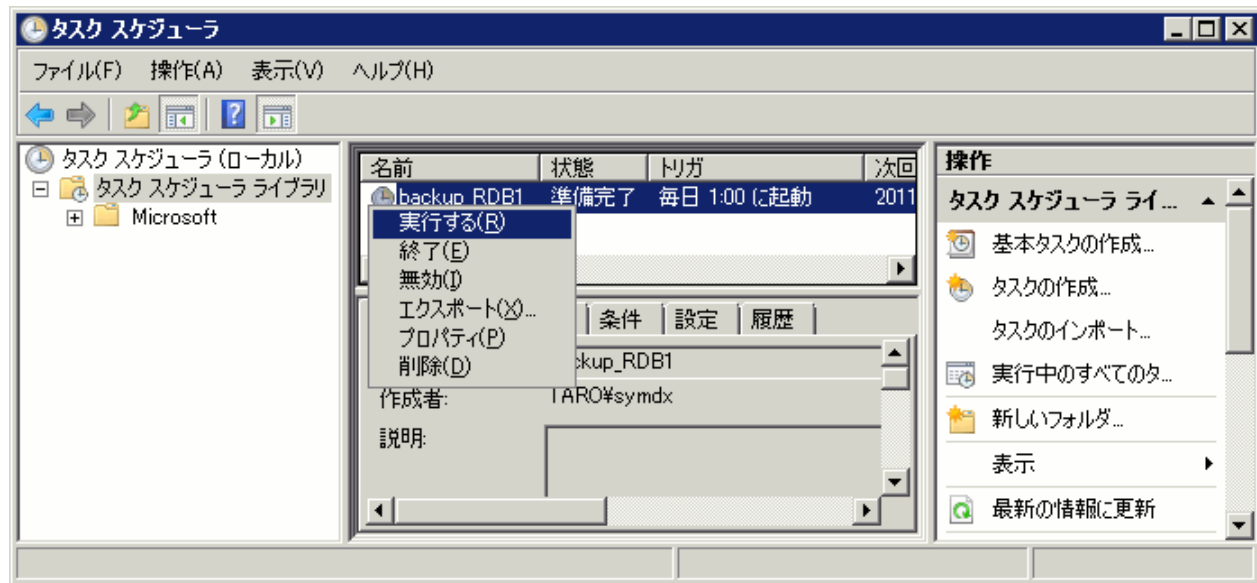 タスク スケジューラ
ファイル(F) 操作(A) 表示(V) ヘルプ(H)
タスク スケジューラ (ローカル)
タスク スケジューラ ライブラリ
Microsoft
名前 状態 トリガ 次回
backup_RDB1 準備完了 毎日 1:00 に起動 2011
実行する(R)
終了(E)
無効(I)
エクスポート(X)...
プロパティ(P)
削除(D)
条件 設定 履歴
ckup_RDB1
作成者: TARO¥symdx
説明:
操作
タスク スケジューラ ライ...
基本タスクの作成...
タスクの作成...
タスクのインポート...
実行中のすべてのタ...
新しいフォルダ...
表示
最新の情報に更新